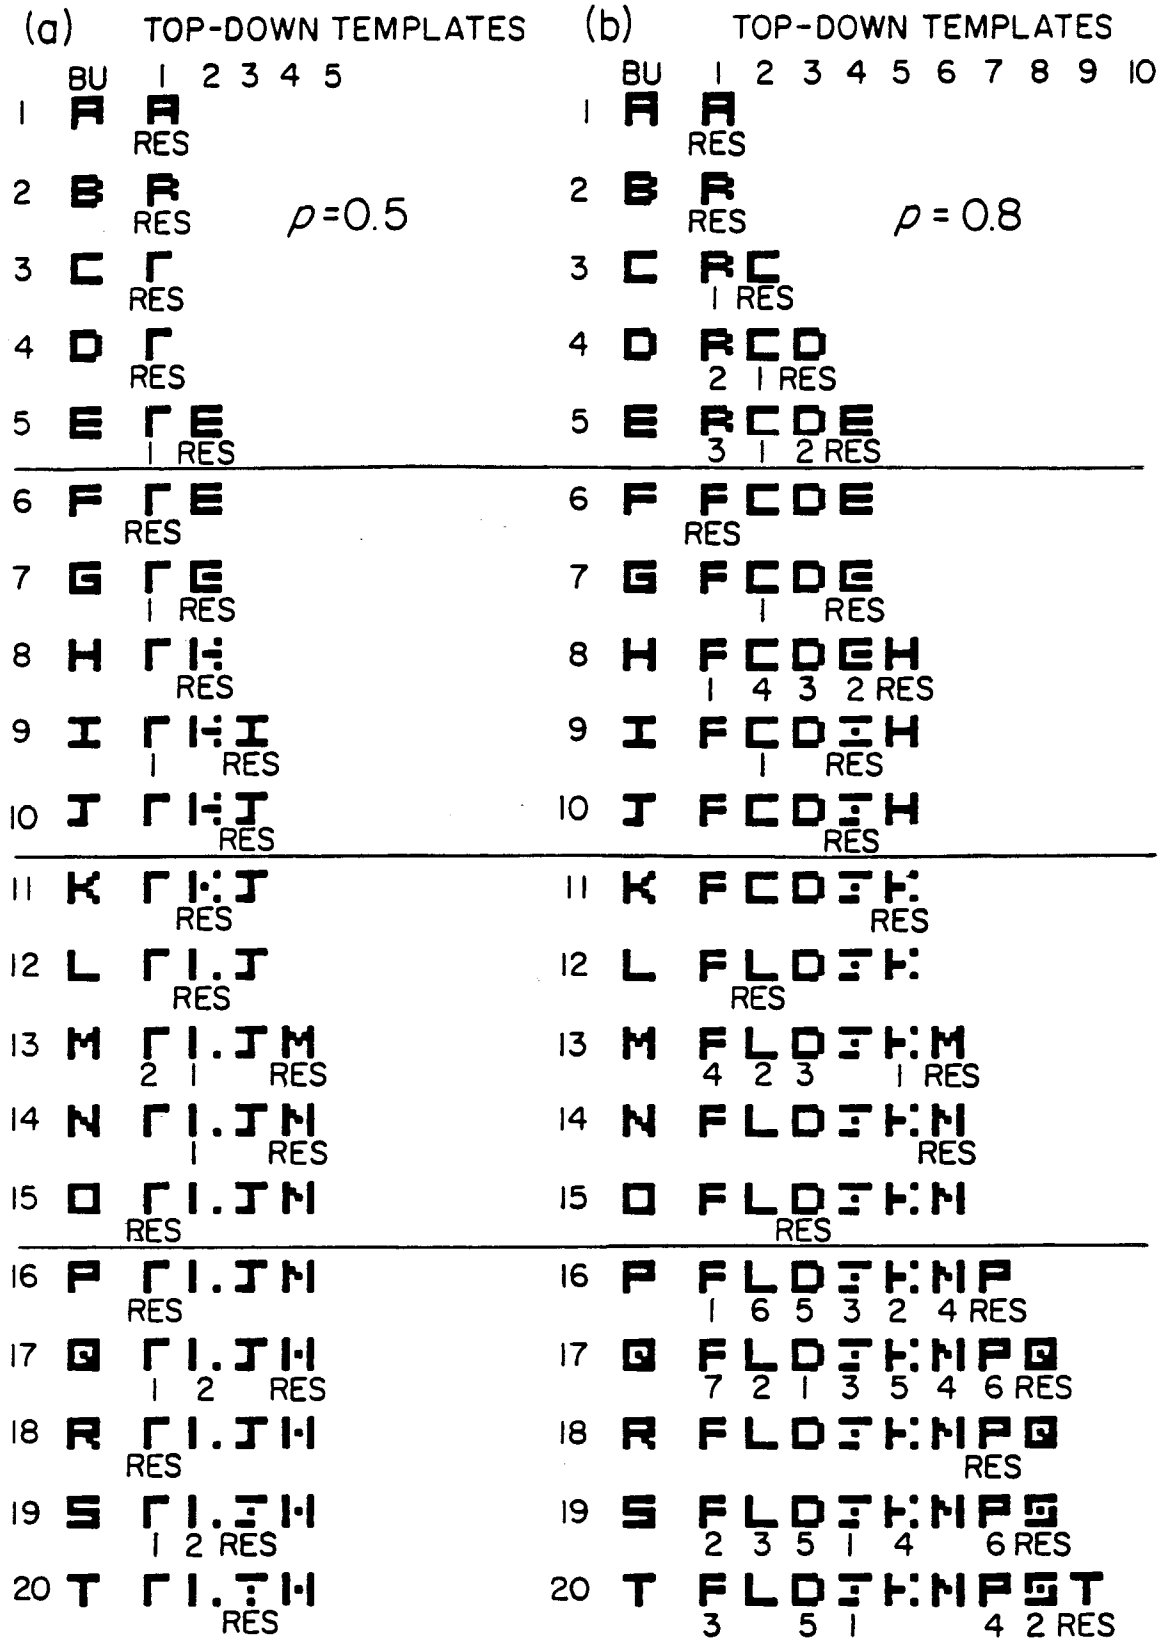 (a) TOP-DOWN TEMPLATES
BU 1 2 3 4 5
1 A A
RES
2 B R
RES ρ=0.5
3 C Γ
RES
4 D Γ
RES
5 E Γ E
1 RES
6 F Γ E
RES
7 G Γ
1 RES
8 H Γ
RES
9 I Γ I
1 RES
10 J Γ J
RES
11 K Γ J
RES
12 L Γ J
RES
13 M Γ J M
2 1 RES
14 N Γ J
1 RES
15 O Γ J
RES
16 P Γ J
RES
17 Q Γ J
1 2 RES
18 R Γ J
RES
19 S Γ
1 2 RES
20 T Γ
RES
(b) TOP-DOWN TEMPLATES
BU 1 2 3 4 5 6 7 8 9 10
1 A A
RES
2 B R
RES ρ=0.8
3 C R C
1 RES
4 D R C D
2 1 RES
5 E R C D E
3 1 2 RES
6 F F C D E
RES
7 G F C D
1 RES
8 H F C D H
1 4 3 2 RES
9 I F C D H
1 RES
10 J F C D H
RES
11 K F C D
RES
12 L F L D
RES
13 M F L D M
4 2 3 1 RES
14 N F L D
RES
15 O F L D
RES
16 P F L D P
1 6 5 3 2 4 RES
17 Q F L D P Q
7 2 1 3 5 4 6 RES
18 R F L D P Q
RES
19 S F L D P
2 3 5 1 4 6 RES
20 T F L D P T
3 5 1 4 2 RES